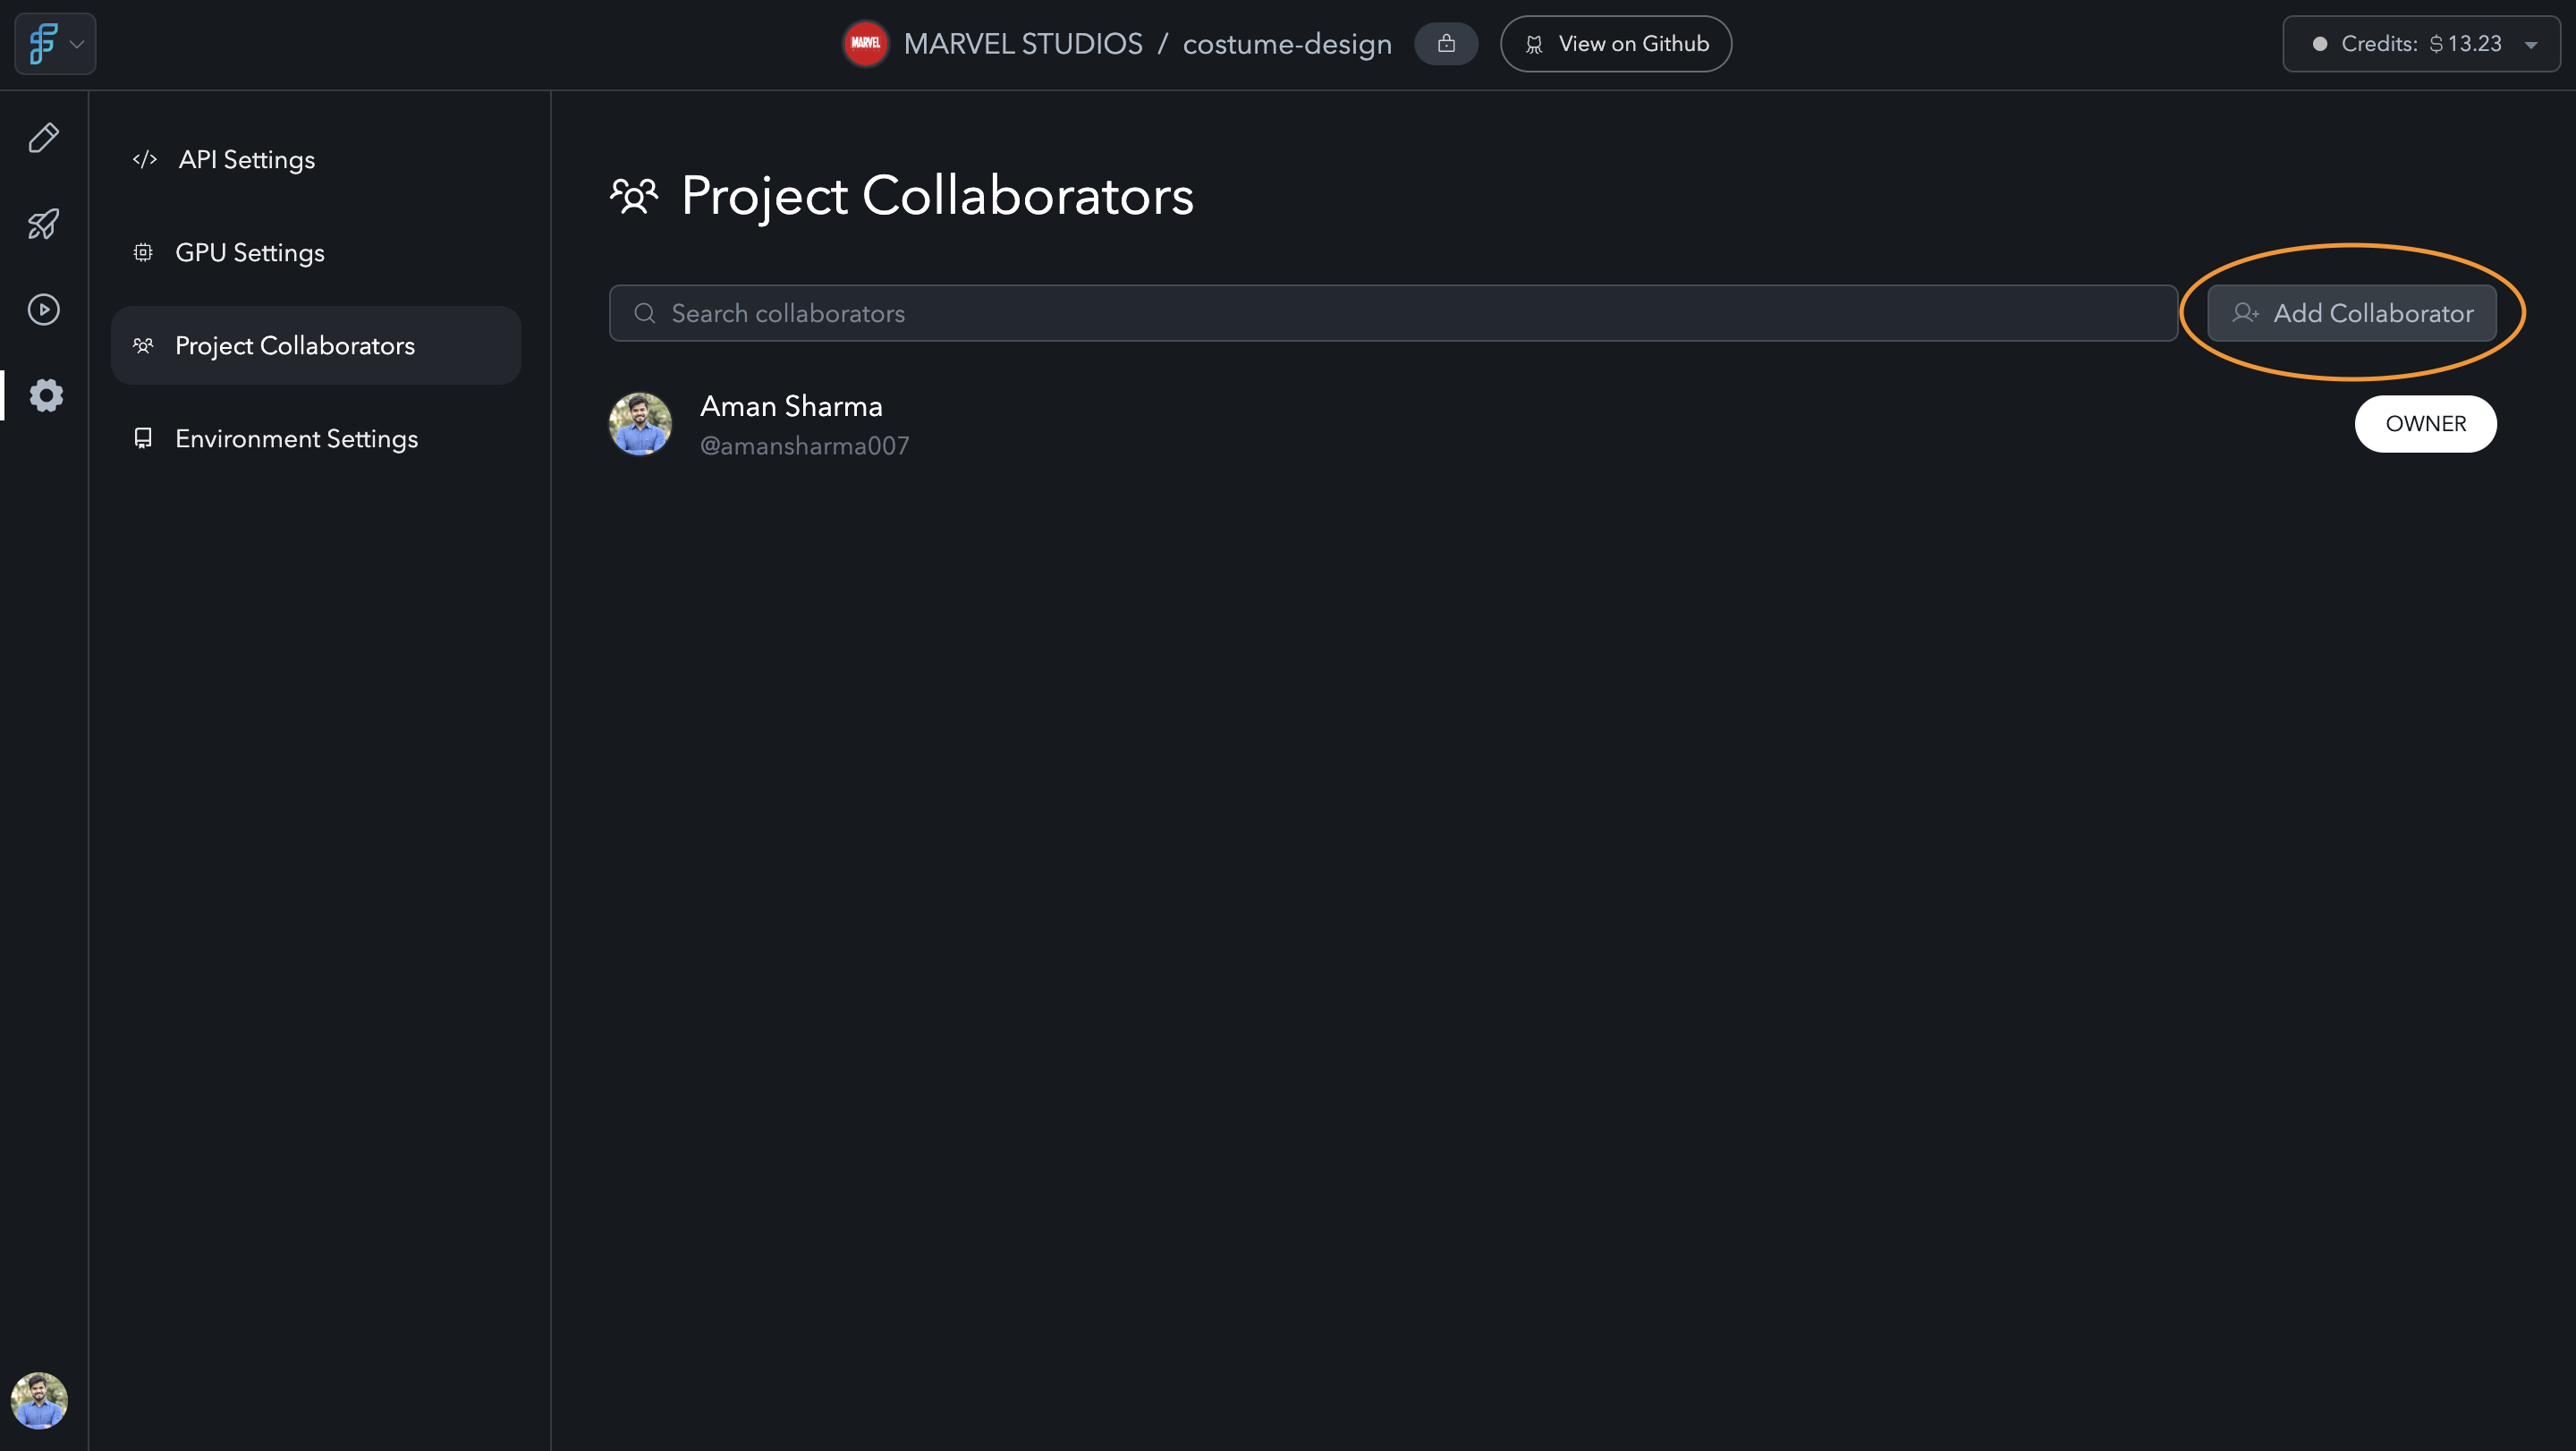 MARVEL
MARVEL STUDIOS / costume-design
View on Github
Credits: $ 13.23
</> API Settings
GPU Settings
Project Collaborators
Environment Settings
Project Collaborators
Search collaborators
Add Collaborator
Aman Sharma
@amansharma007
OWNER